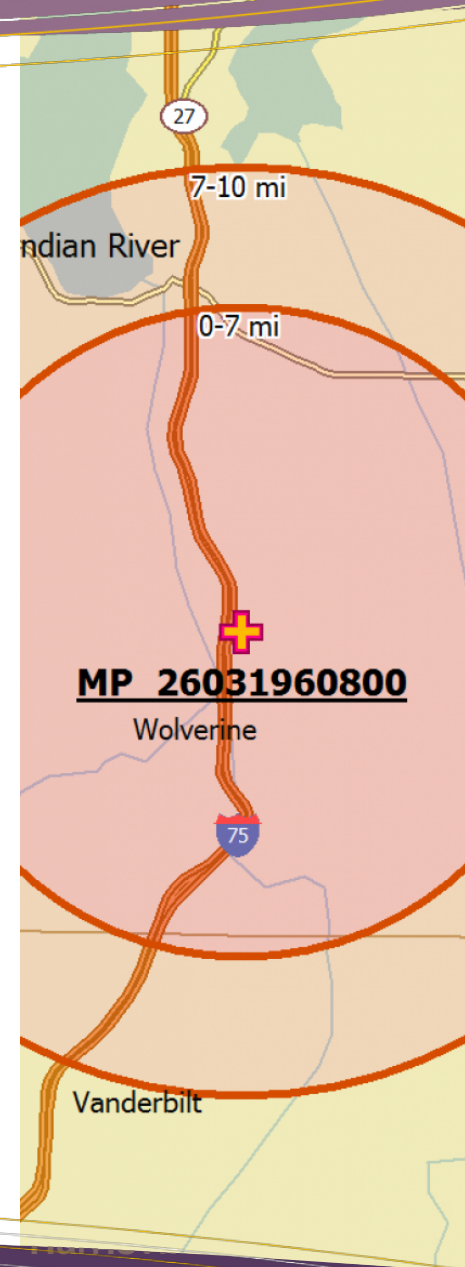 27
7-10 mi
ndian River
0-7 mi
MP 26031960800
Wolverine
75
Vanderbilt